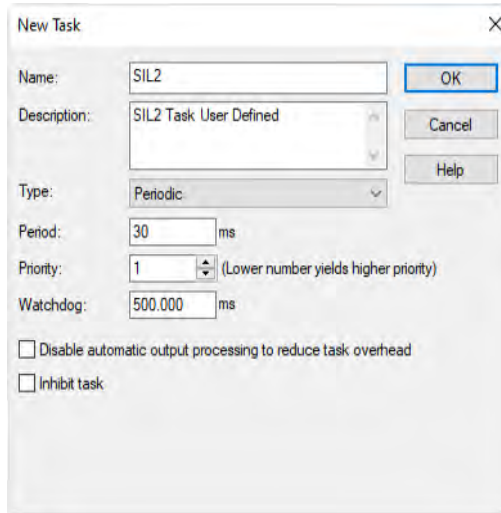 New Task
Name: SIL2 OK
Description: SIL2 Task User Defined Cancel
Help
Type: Periodic
Period: 30 ms
Priority: 1 (Lower number yields higher priority)
Watchdog: 500.000 ms
Disable automatic output processing to reduce task overhead
Inhibit task